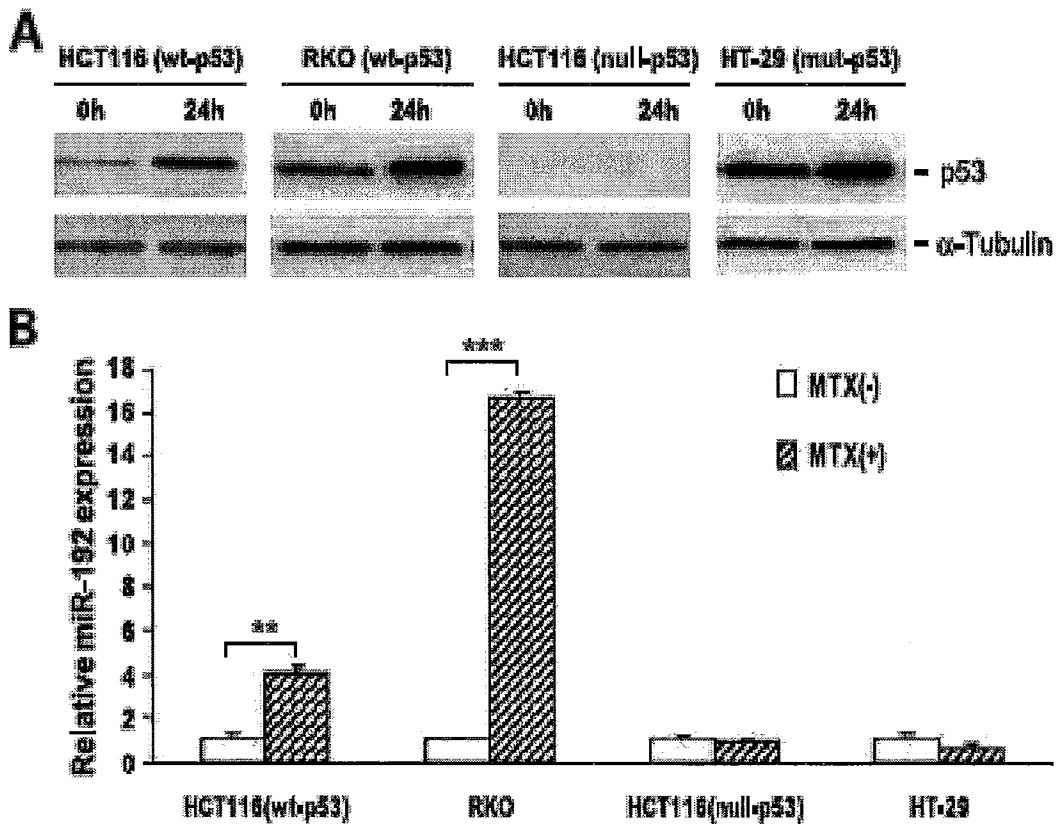 A
HCT116 (wt-p53) RKO (wt-p53) HCT116 (null-p53) HT-29 (mut-p53)
0h 24h 0h 24h 0h 24h 0h 24h
- p53
- α-Tubulin
B
Relative miR-192 expression
18
16
14
12
10
8
6
4
2
0
**
***
MTX(-)
MTX(+)
HCT116(wt-p53) RKO HCT116(null-p53) HT-29